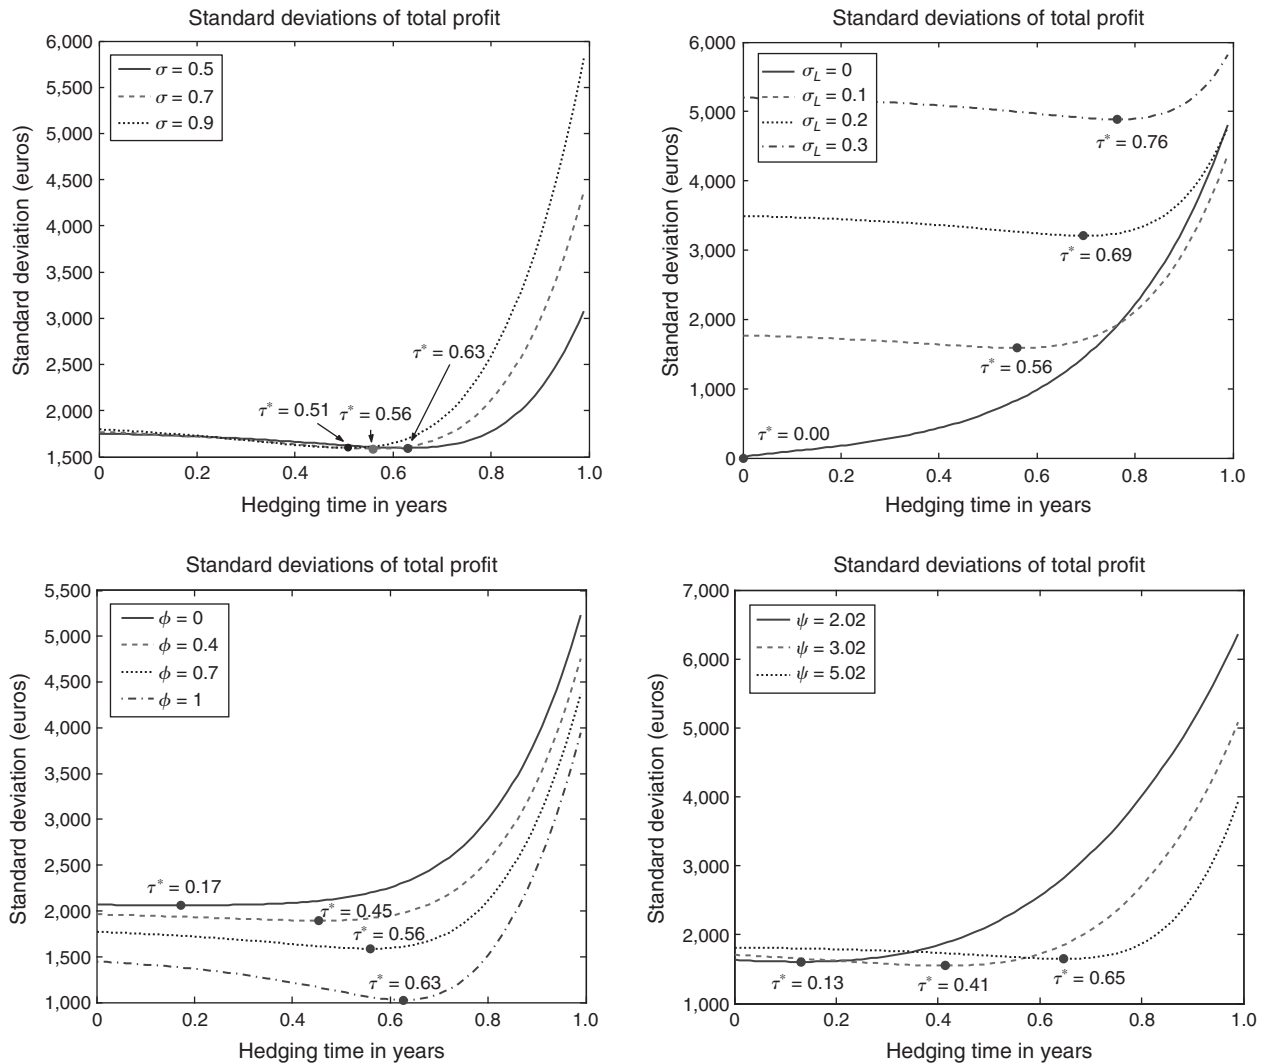 Standard deviations of total profit
Standard deviation (euros)
6,000
5,500
5,000
4,500
4,000
3,500
3,000
2,500
2,000
1,500
σ = 0.5
σ = 0.7
σ = 0.9
τ* = 0.63
τ* = 0.51
τ* = 0.56
0
0.2
0.4
0.6
0.8
1.0
Hedging time in years
Standard deviations of total profit
Standard deviation (euros)
6,000
5,000
4,000
3,000
2,000
1,000
0
σL = 0
σL = 0.1
σL = 0.2
σL = 0.3
τ* = 0.76
τ* = 0.69
τ* = 0.56
τ* = 0.00
0
0.2
0.4
0.6
0.8
1.0
Hedging time in years
Standard deviations of total profit
Standard deviation (euros)
5,500
5,000
4,500
4,000
3,500
3,000
2,500
2,000
1,500
1,000
ϕ = 0
ϕ = 0.4
ϕ = 0.7
ϕ = 1
τ* = 0.17
τ* = 0.45
τ* = 0.56
τ* = 0.63
0
0.2
0.4
0.6
0.8
1.0
Hedging time in years
Standard deviations of total profit
Standard deviation (euros)
7,000
6,000
5,000
4,000
3,000
2,000
1,000
ψ = 2.02
ψ = 3.02
ψ = 5.02
τ* = 0.13
τ* = 0.41
τ* = 0.65
0
0.2
0.4
0.6
0.8
1.0
Hedging time in years